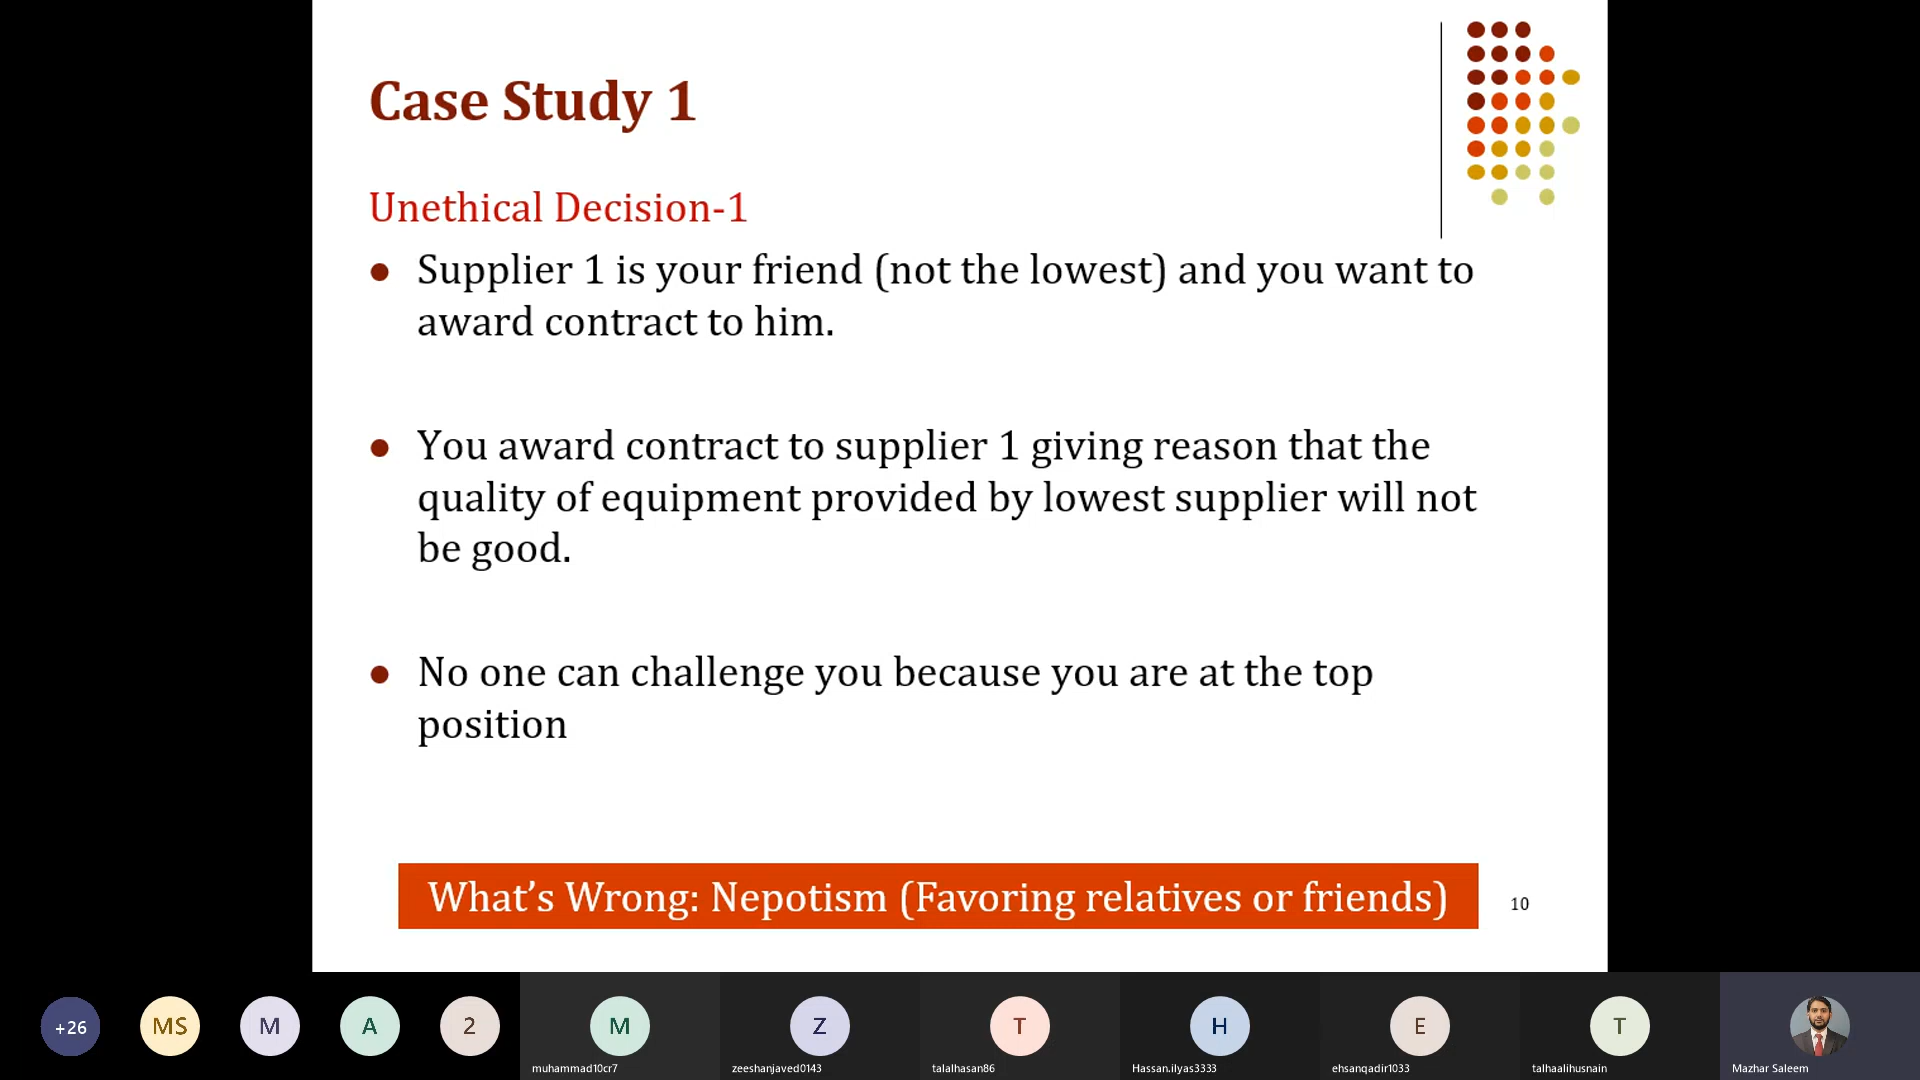 Case Study 1
Unethical Decision-1
● Supplier 1 is your friend (not the lowest) and you want to
award contract to him.
● You award contract to supplier 1 giving reason that the
quality of equipment provided by lowest supplier will not
be good.
● No one can challenge you because you are at the top
position
What's Wrong: Nepotism (Favoring relatives or friends)
10
+26
MS
M
A
2
M
Z
T
H
E
T
muhammad10cr7
zeeshanjaved0143
talalhasan86
Hassan.ilyas3333
ehsanqadir1033
talhaalihusnain
Mazhar Saleem